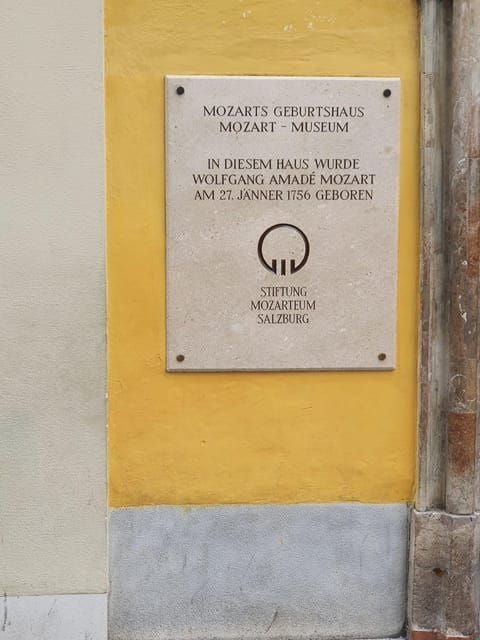 MOZARTS GEBURTSHAUS
MOZART - MUSEUM
IN DIESEM HAUS WURDE
WOLFGANG AMADÉ MOZART
AM 27. JÄNNER 1756 GEBOREN
STIFTUNG
MOZARTEUM
SALZBURG